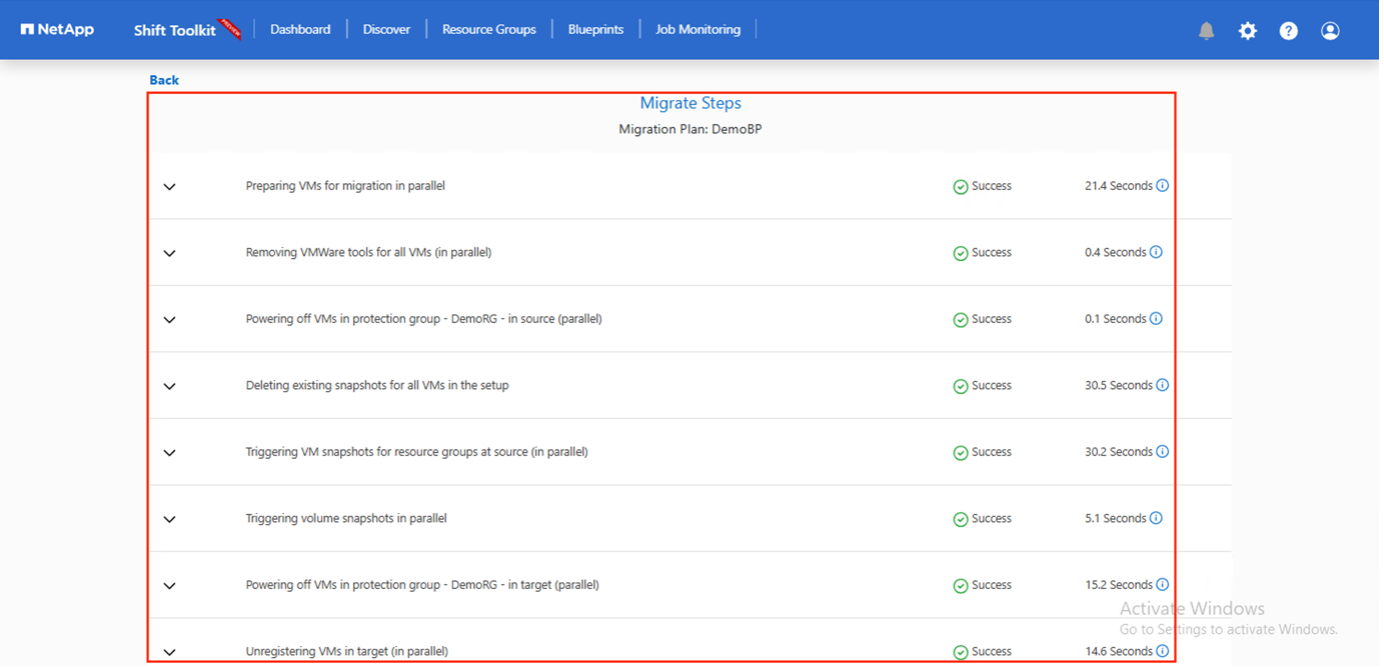 NetApp Shift Toolkit PREVIEW Dashboard Discover Resource Groups Blueprints Job Monitoring
Back
Migrate Steps
Migration Plan: DemoBP
Preparing VMs for migration in parallel Success 21.4 Seconds
Removing VMWare tools for all VMs (in parallel) Success 0.4 Seconds
Powering off VMs in protection group - DemoRG - in source (parallel) Success 0.1 Seconds
Deleting existing snapshots for all VMs in the setup Success 30.5 Seconds
Triggering VM snapshots for resource groups at source (in parallel) Success 30.2 Seconds
Triggering volume snapshots in parallel Success 5.1 Seconds
Powering off VMs in protection group - DemoRG - in target (parallel) Success 15.2 Seconds
Activate Windows
Go to Settings to activate Windows.
Unregistering VMs in target (in parallel) Success 14.6 Seconds